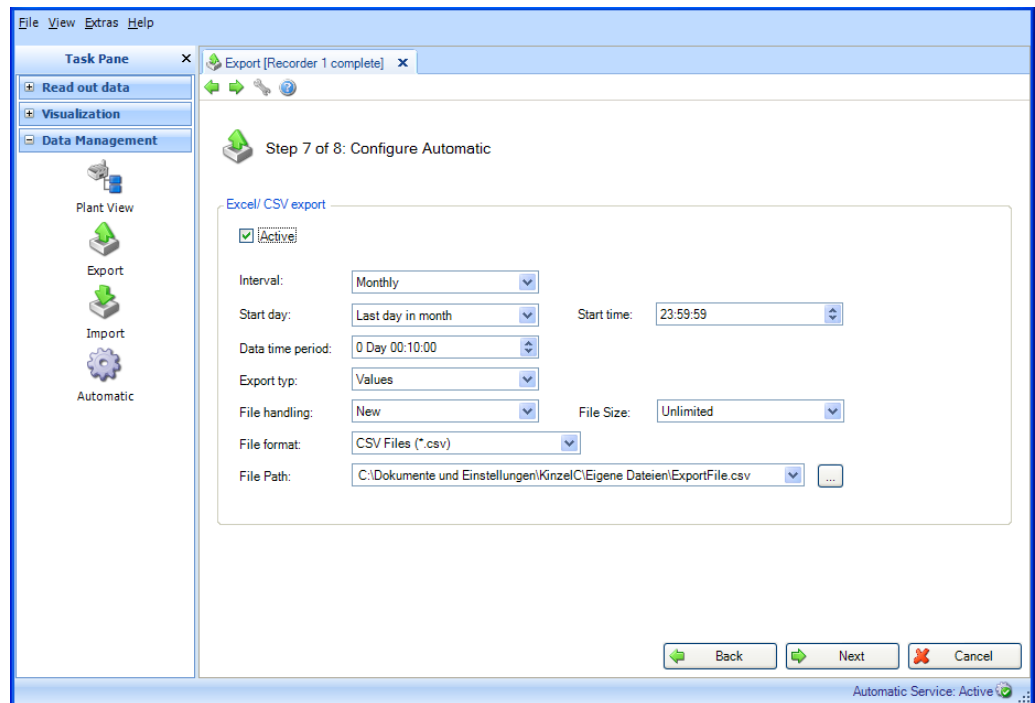 File View Extras Help
Task Pane
Read out data
Visualization
Data Management
Plant View
Export
Import
Automatic
Export [Recorder 1 complete]
Step 7 of 8: Configure Automatic
Excel/ CSV export
Active
Interval: Monthly
Start day: Last day in month Start time: 23:59:59
Data time period: 0 Day 00:10:00
Export typ: Values
File handling: New File Size: Unlimited
File format: CSV Files (*.csv)
File Path: C:\Dokumente und Einstellungen\KinzelC\Eigene Dateien\ExportFile.csv ...
Back Next Cancel
Automatic Service: Active